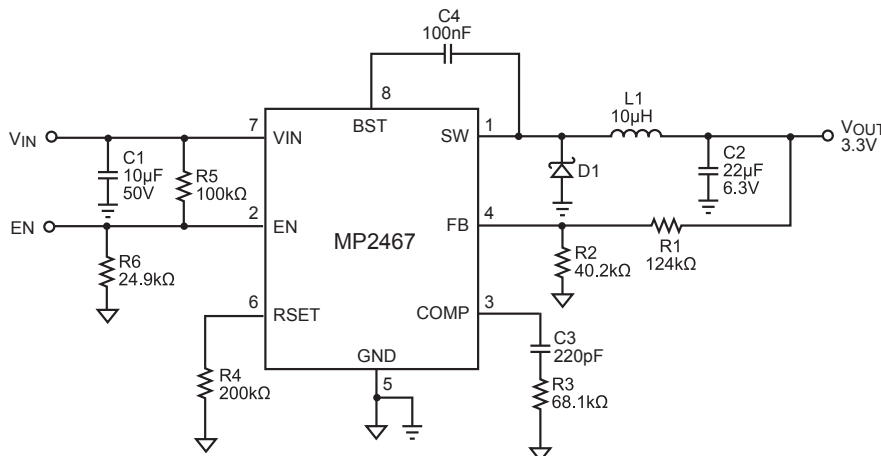 C4
100nF
8
BST
VIN
7
VIN
SW
1
L1
10µH
VOUT
3.3V
C1
10µF
50V
R5
100kΩ
D1
C2
22µF
6.3V
EN
2
EN
MP2467
FB
4
R2
40.2kΩ
R1
124kΩ
R6
24.9kΩ
6
RSET
COMP
3
C3
220pF
R4
200kΩ
GND
5
R3
68.1kΩ